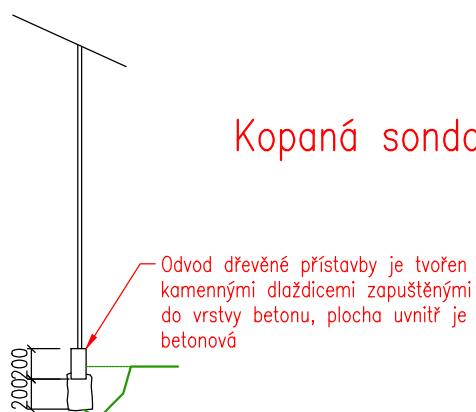 Kopaná sonda
Odvod dřevěné přístavby je tvořen
kamennými dlaždicemi zapuštěnými
do vrstvy betonu, plocha uvnitř je
betonová
200
200